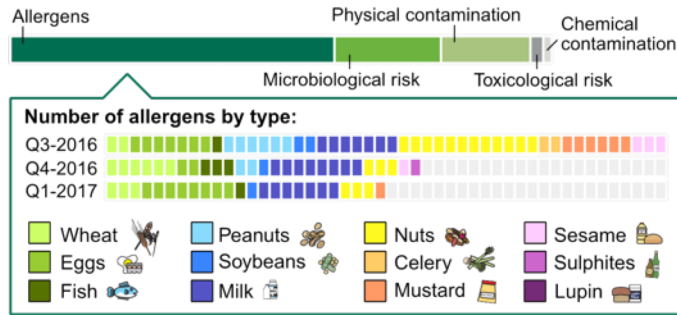 Allergens
Physical contamination
Chemical
contamination
Microbiological risk
Toxicological risk
Number of allergens by type:
Q3-2016
Q4-2016
Q1-2017
Wheat Peanuts Nuts Sesame
Eggs Soybeans Celery Sulphites
Fish Milk Mustard Lupin